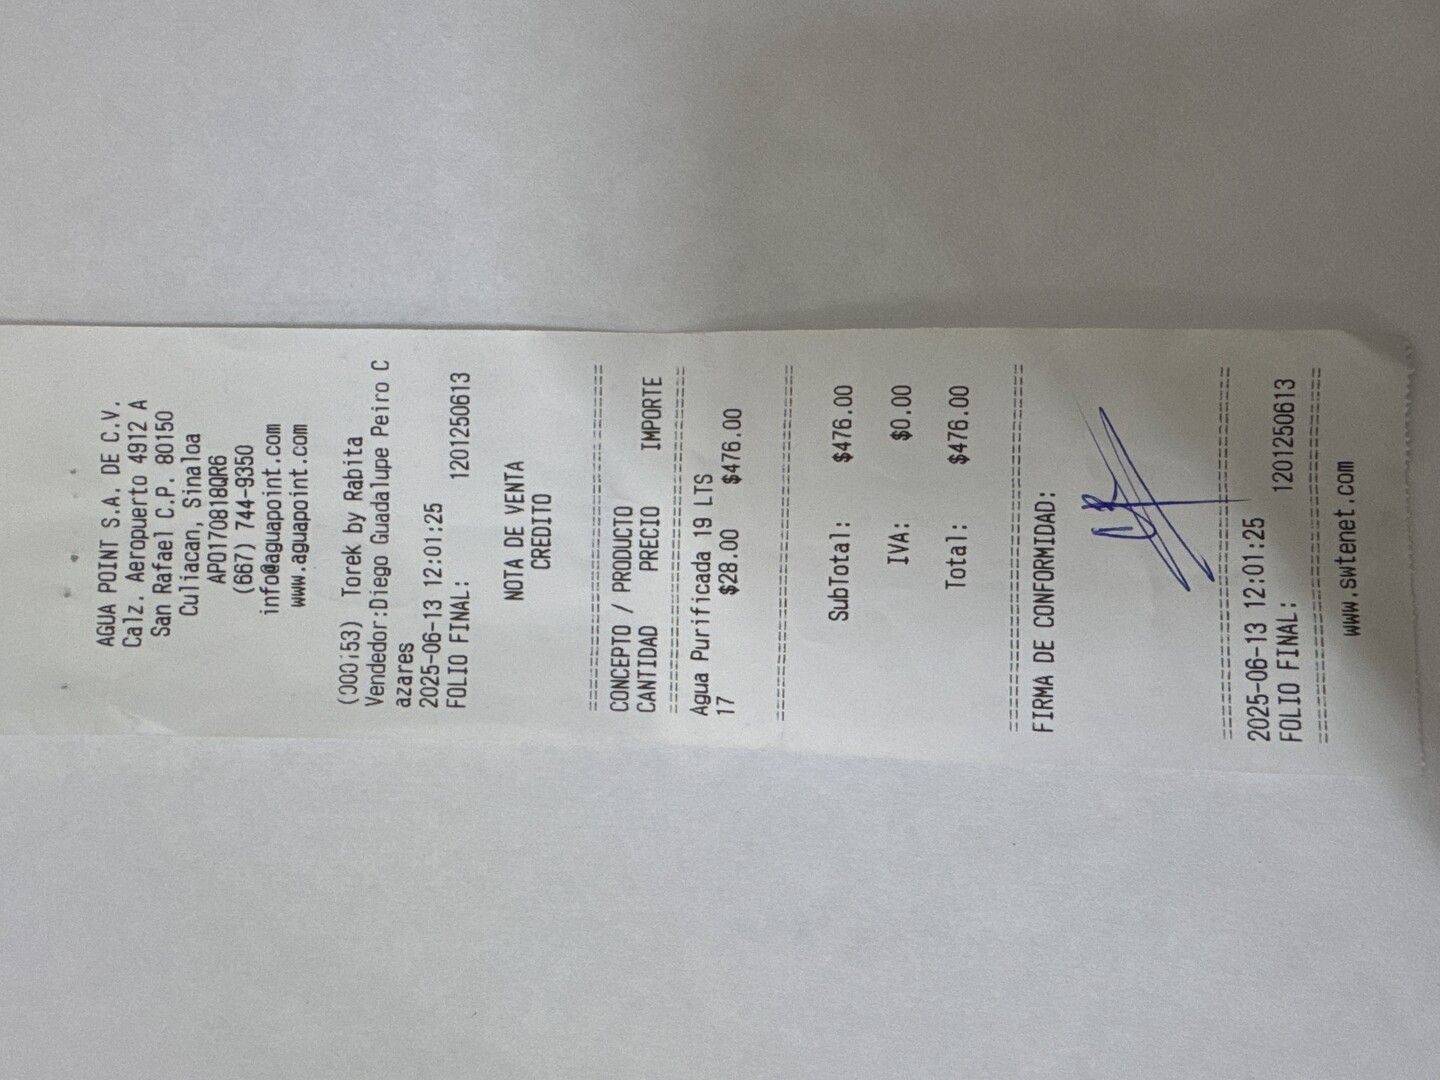 AGUA POINT S.A. DE C.V.
Calz. Aeropuerto 4912 A
San Rafael C.P. 80150
Culiacan, Sinaloa
APO170818QR6
(667) 744-9350
info@aguapoint.com
www.aguapoint.com
Torek by Rabita
Vendedor:Diego Guadalupe Peiro C
azares
2025-06-13 12:01:25
FOLIO FINAL: 1201250613
NOTA DE VENTA
CREDITO
================================
CONCEPTO / PRODUCTO
CANTIDAD PRECIO IMPORTE
================================
Agua Purificada 19 LTS
17 $28.00 $476.00
================================
SubTotal: $476.00
IVA: $0.00
Total: $476.00
================================
FIRMA DE CONFORMIDAD:
================================
2025-06-13 12:01:25
FOLIO FINAL: 1201250613
================================
www.swtenet.com